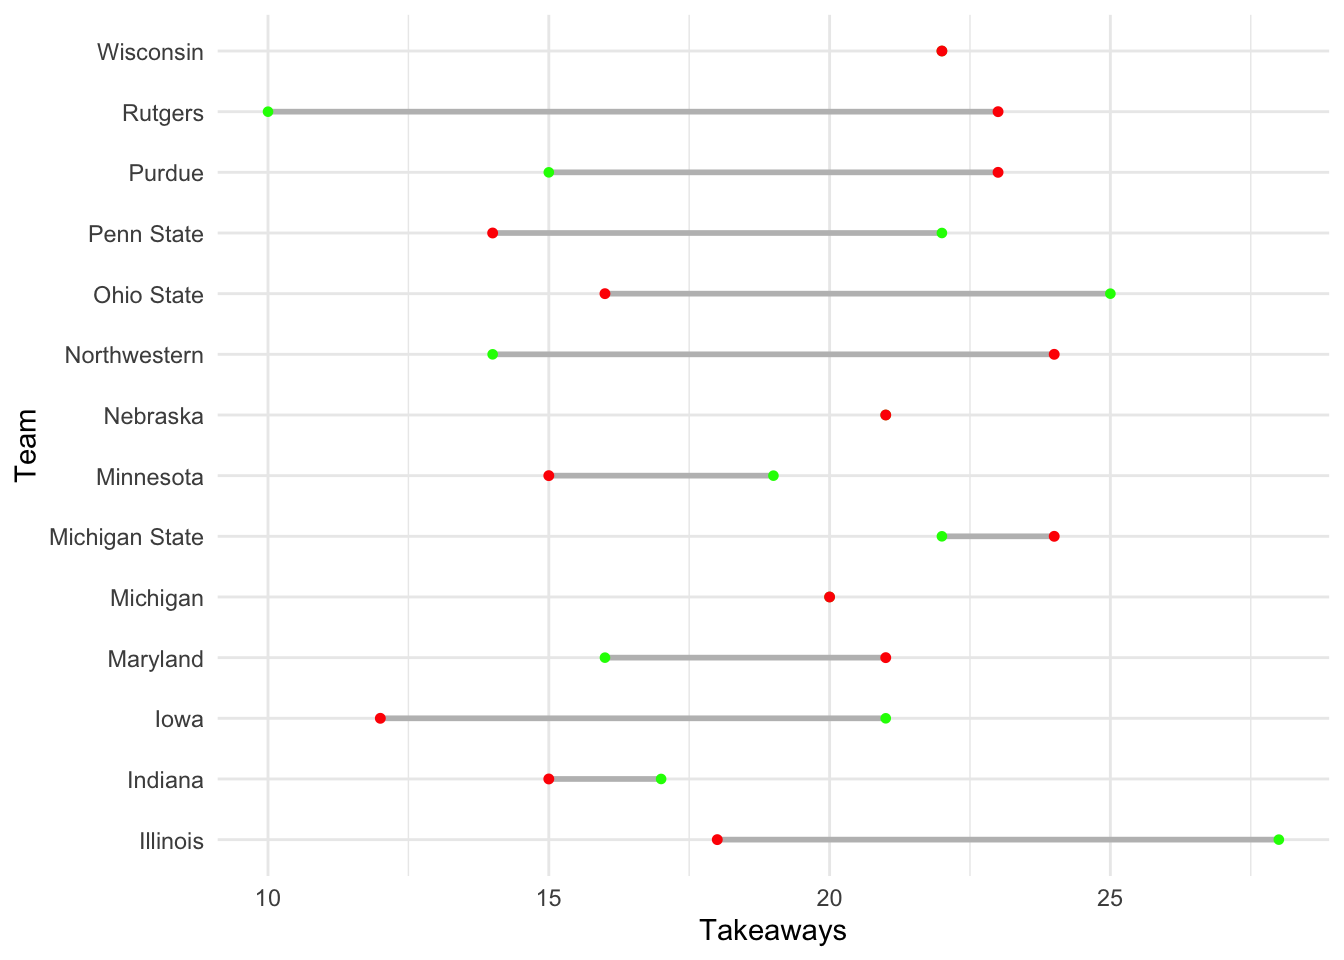 Wisconsin
Rutgers
Purdue
Penn State
Ohio State
Northwestern
Nebraska
Minnesota
Michigan State
Michigan
Maryland
Iowa
Indiana
Illinois
Team
10 15 20 25
Takeaways